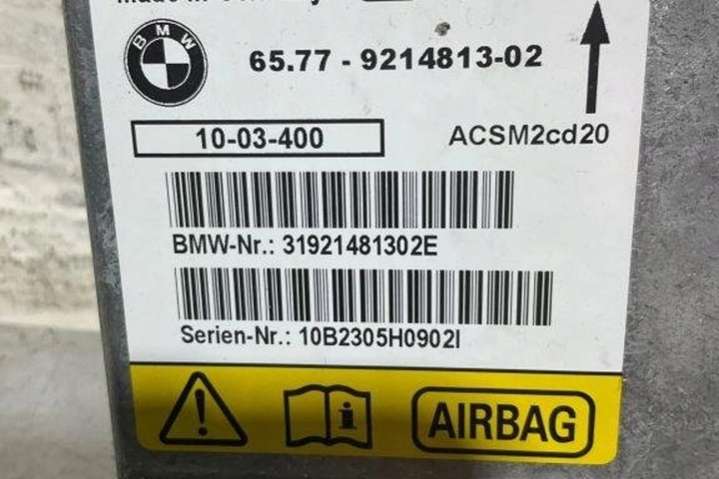 BMW
65.77 - 9214813-02
10-03-400
ACSM2cd20
BMW-Nr.: 31921481302E
Serien-Nr.: 10B2305H0902I
AIRBAG